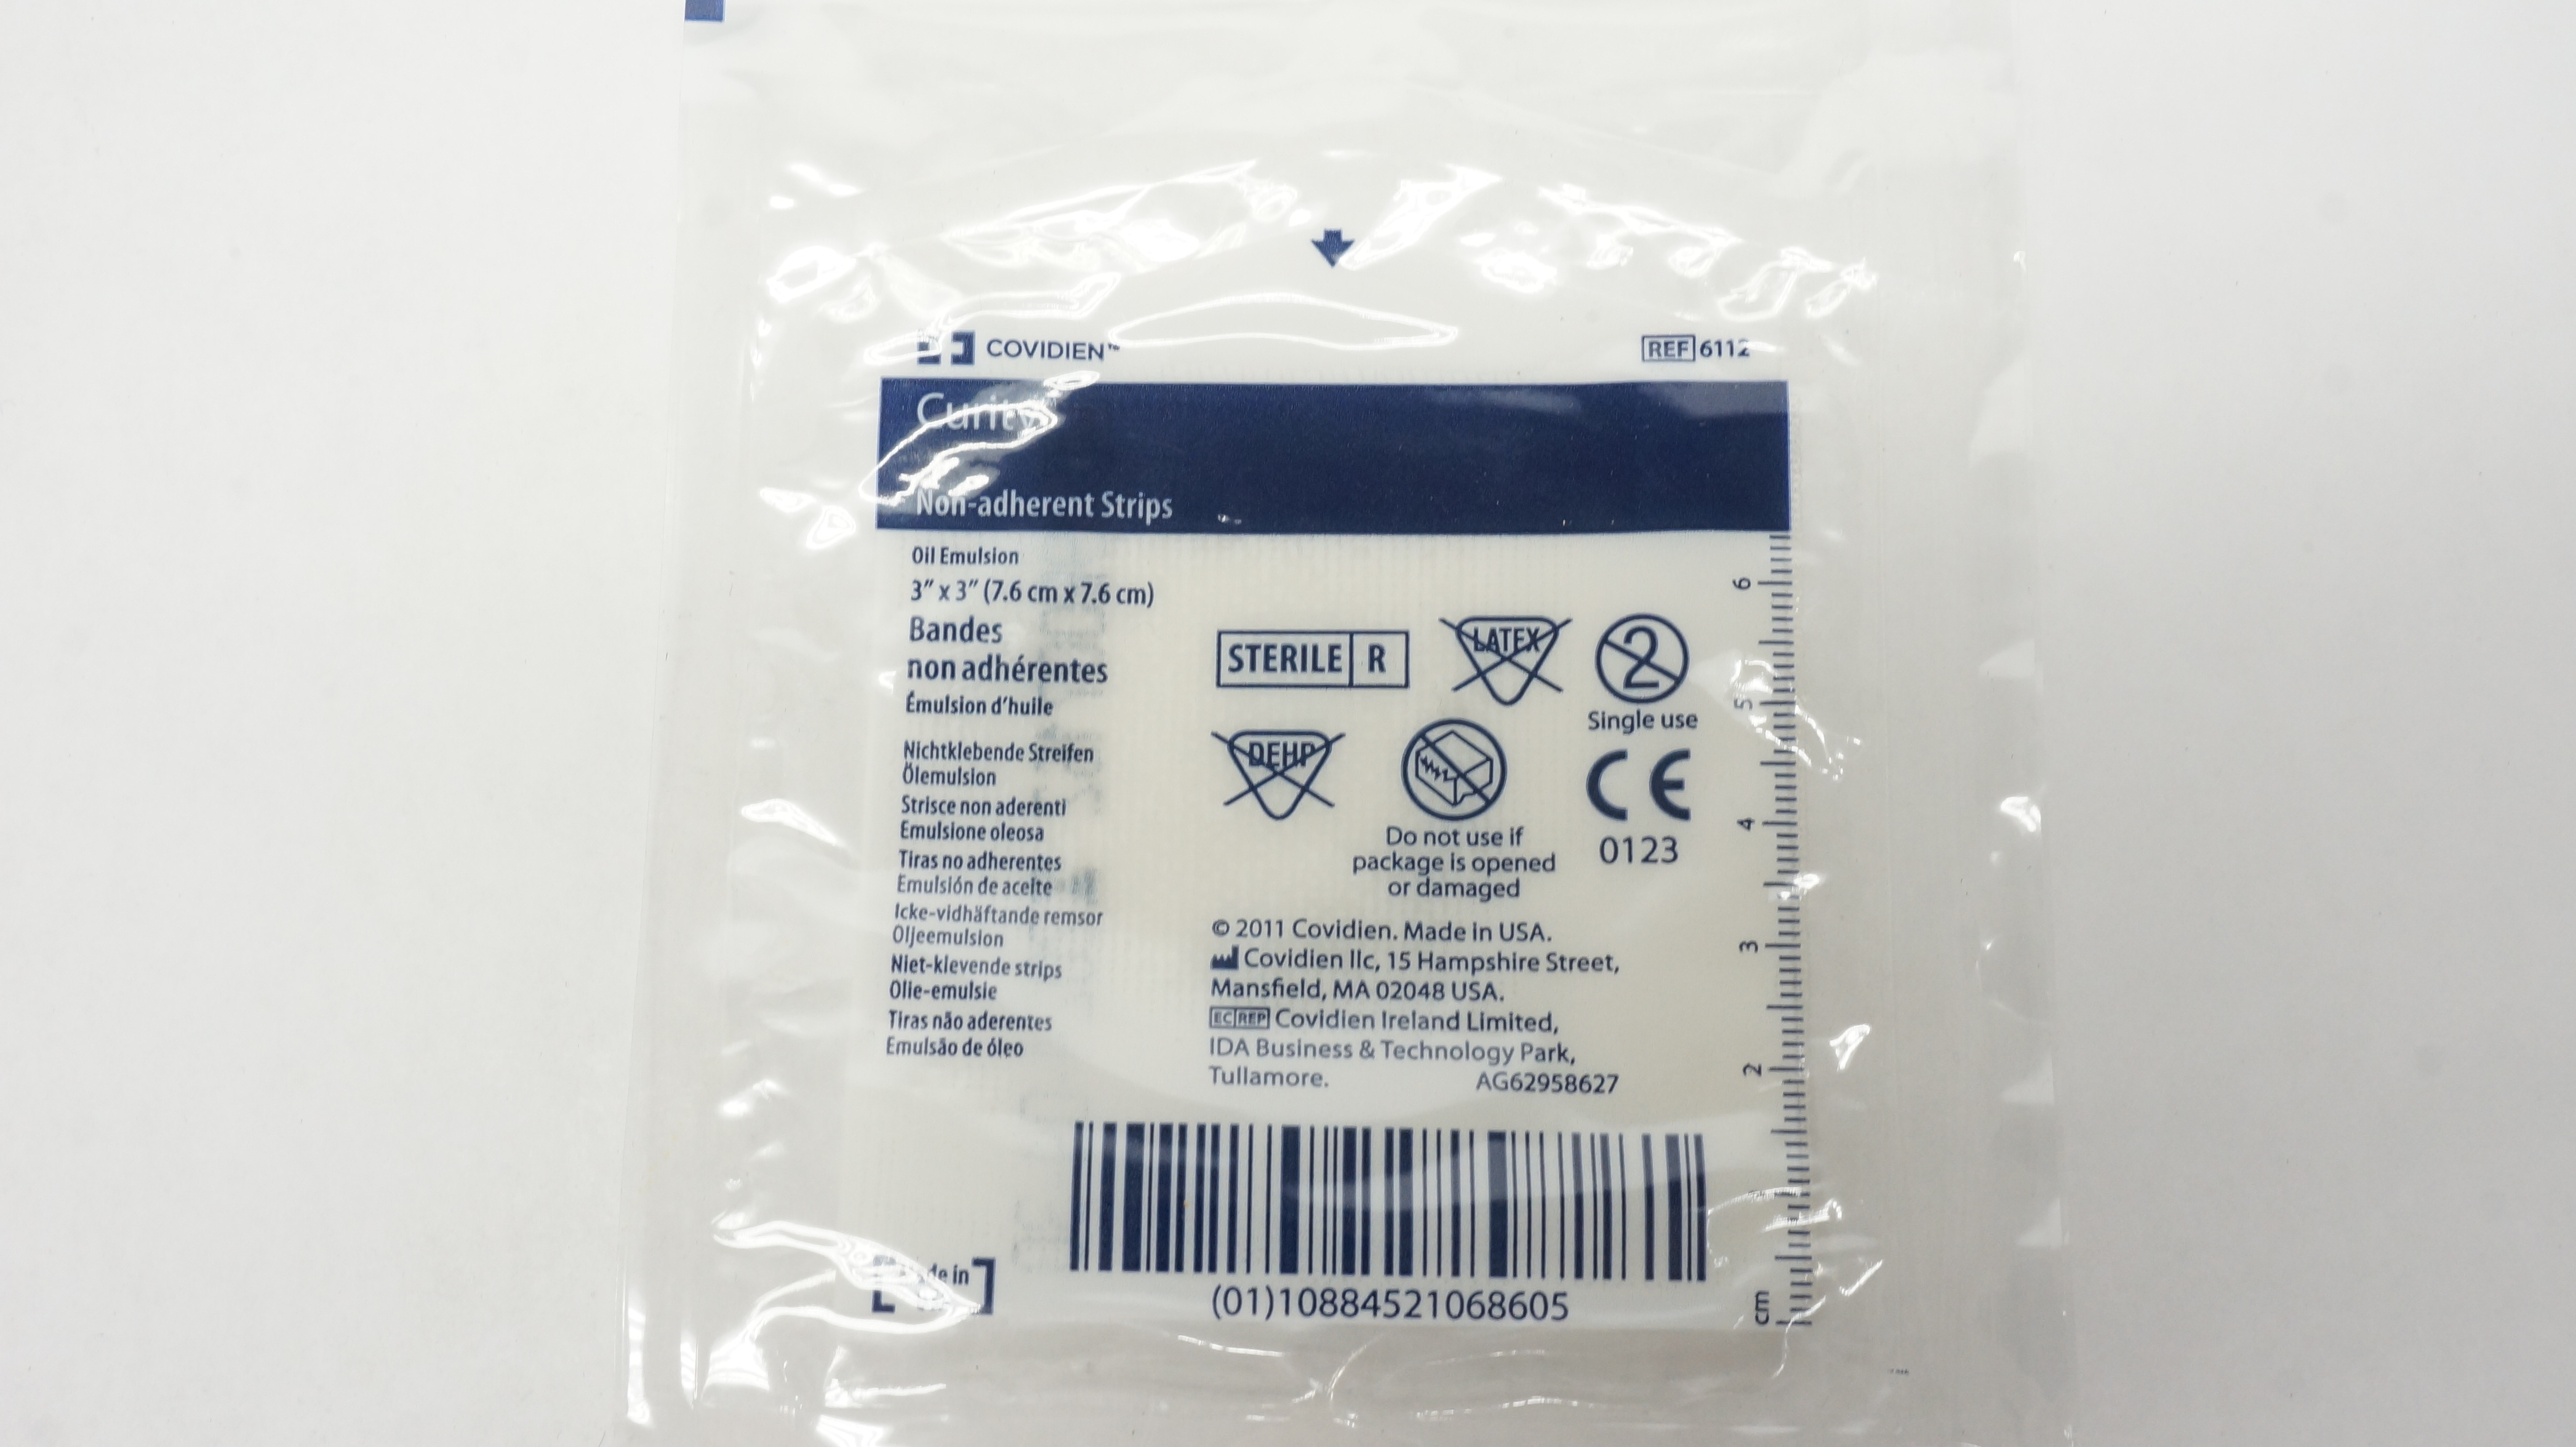 COVIDIEN™
REF 6112
Curity
Non-adherent Strips
Oil Emulsion
3” x 3” (7.6 cm x 7.6 cm)
Bandes
non adhérentes
Émulsion d’huile
Nichtklebende Streifen
Ölemulsion
Strisce non aderenti
Emulsione oleosa
Tiras no adherentes
Emulsión de aceite
Icke-vidhäftande remsor
Oljeemulsion
Niet-klevende strips
Olie-emulsie
Tiras não aderentes
Emulsão de óleo
STERILE R
LATEX
2
Single use
DEHP
Do not use if
package is opened
or damaged
CE
0123
© 2011 Covidien. Made in USA.
Covidien llc, 15 Hampshire Street,
Mansfield, MA 02048 USA.
EC REP Covidien Ireland Limited,
IDA Business & Technology Park,
Tullamore. AG62958627
(01)10884521068605
in
6
5
4
3
2
cm